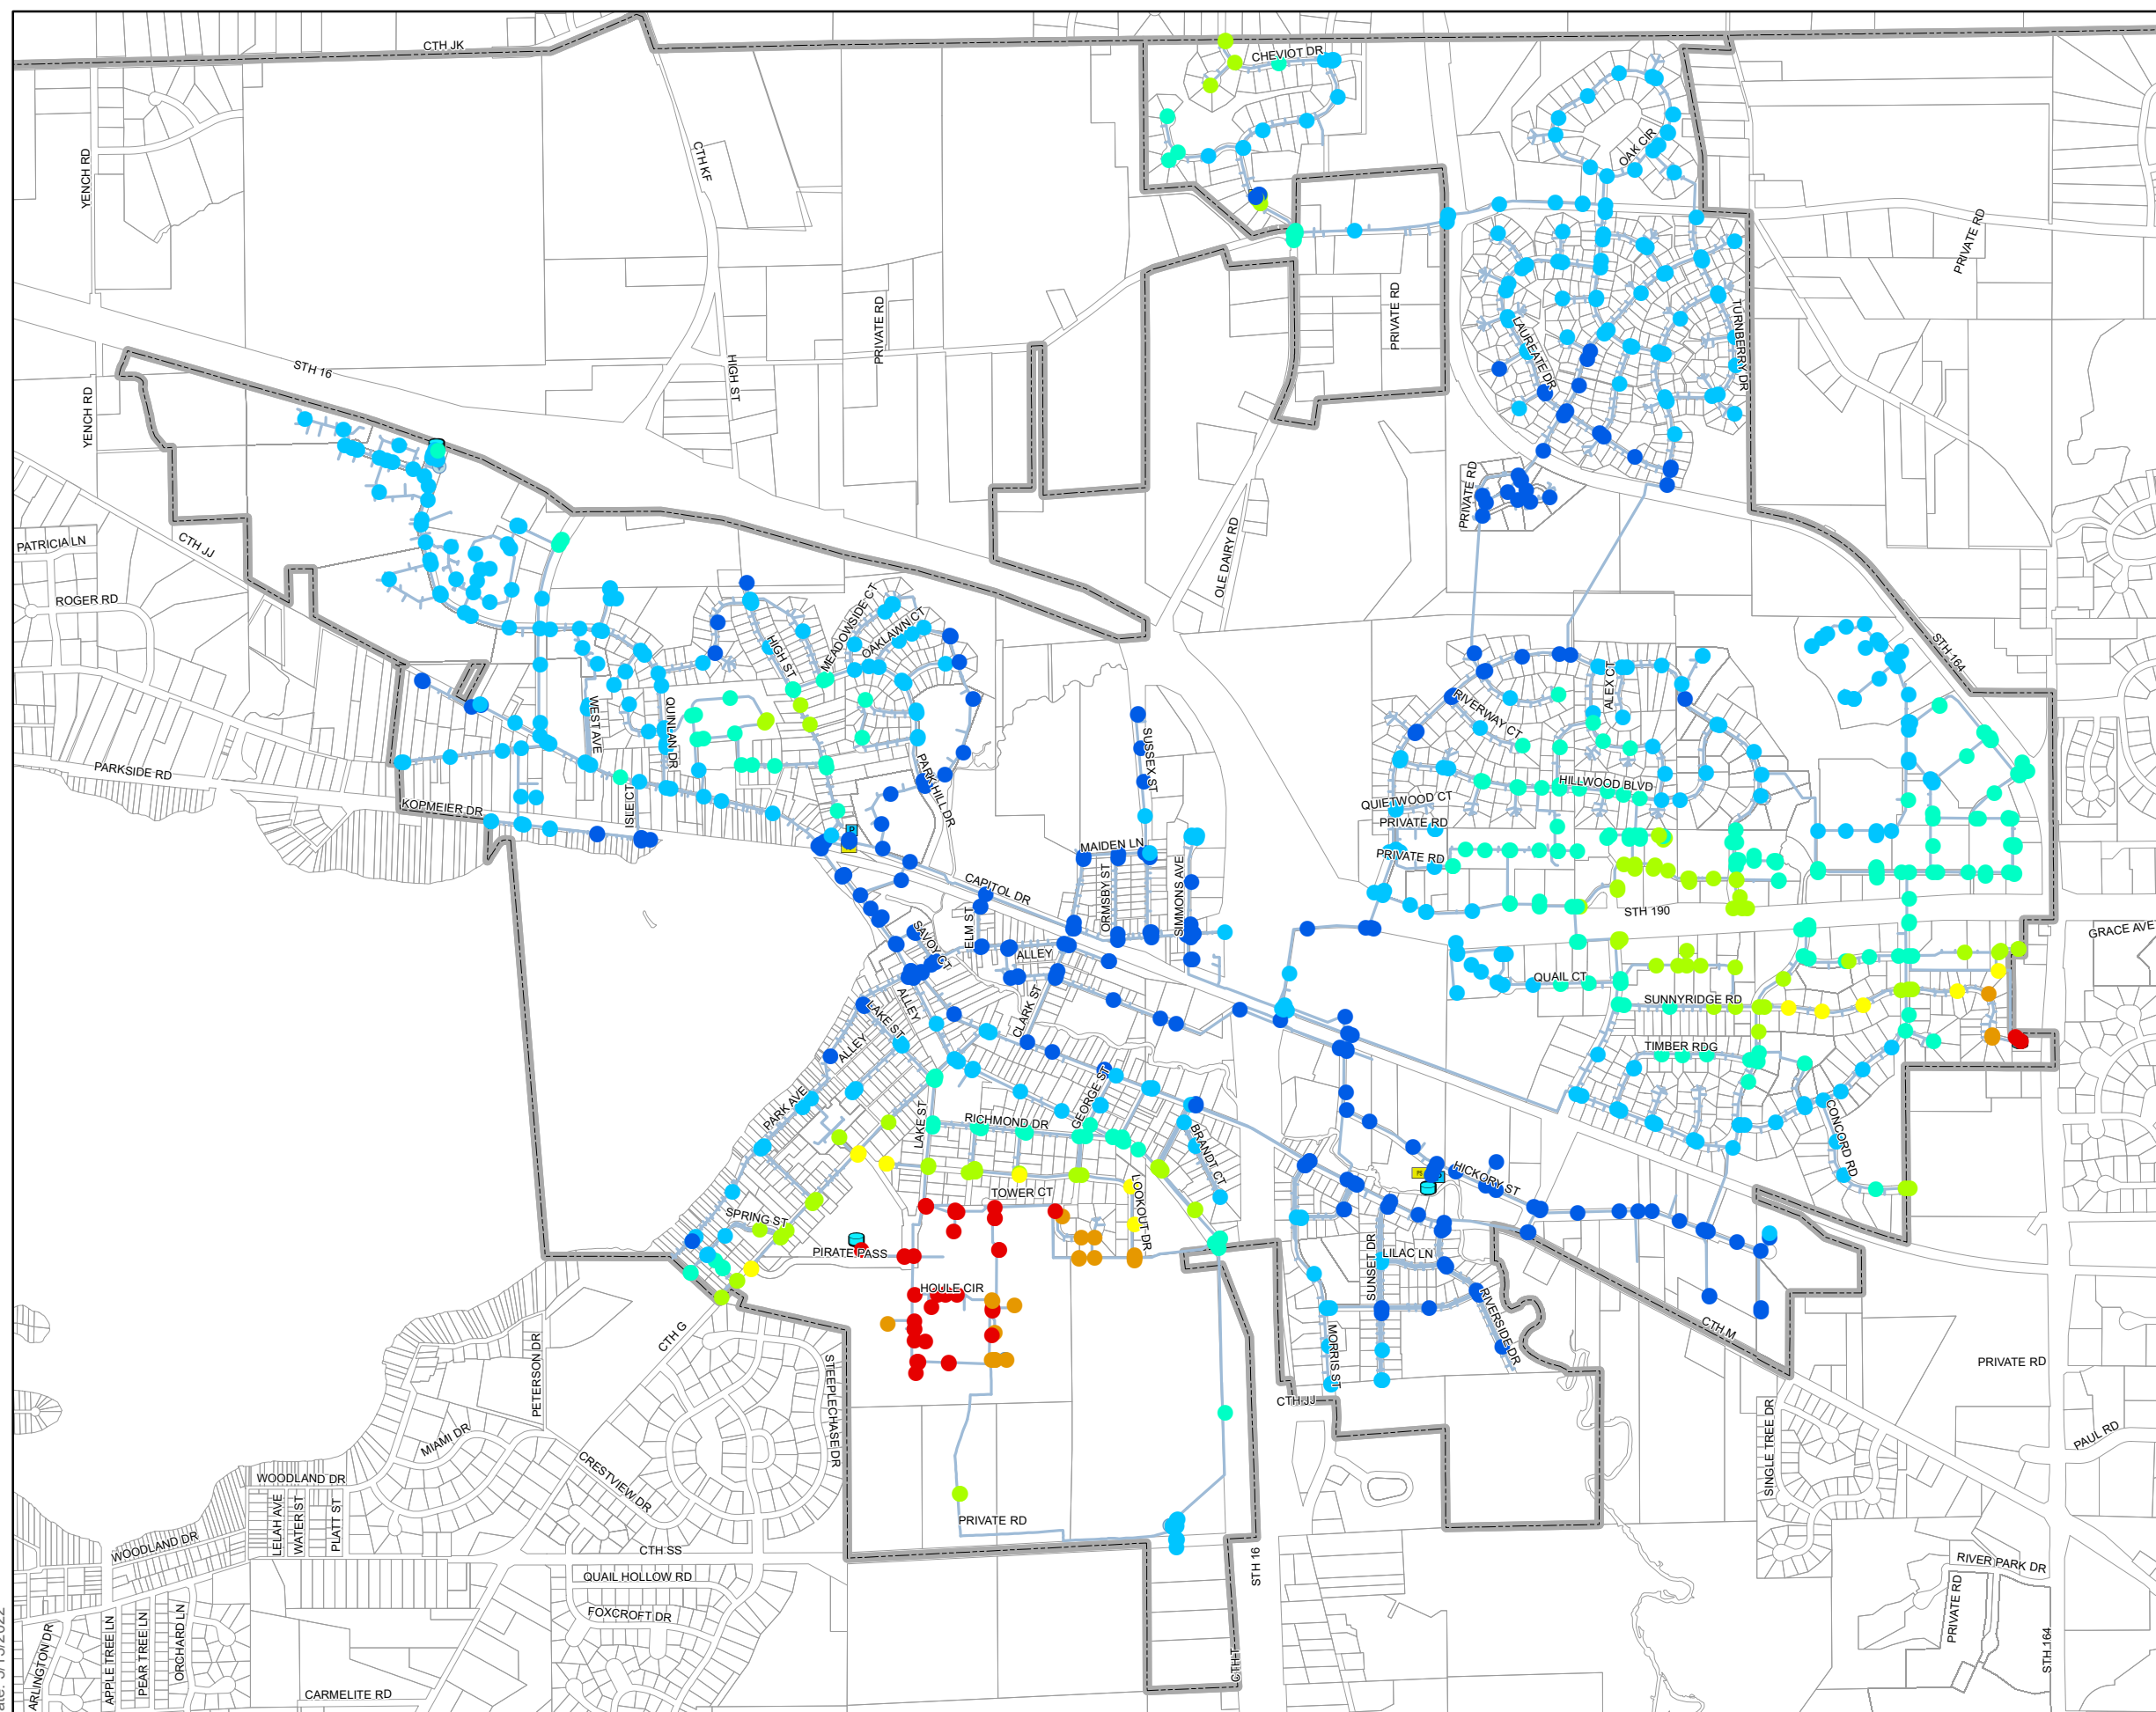 CTH JK
CHEVIOT DR
YENCH RD
CTH KF
OAK CIR
PRIVATE RD
PRIVATE RD
PRIVATE RD
TURNBERRY DR
LAUREATE DR
STH 16
HIGH ST
YENCH RD
PRIVATE RD
OLE DAIRY RD
CTH JJ
PATRICIA LN
ROGER RD
MEADOWSIDE CT
OAKLAWN CT
HIGH ST
STH 164
ALEX CT
RIVERWAY CT
WEST AVE
QUINLAN DR
SUSSEX ST
PARKSIDE RD
PARK HILL DR
HILLWOOD BLVD
KOPMEIER DR
ISLE CT
QUIETWOOD CT
PRIVATE RD
P
MAIDEN LN
PRIVATE RD
CAPITOL DR
ORMSBY ST
SIMMONS AVE
STH 190
ELM ST
SAVOY CT
GRACE AVE
ALLEY
QUAIL CT
ALLEY
CLARK ST
LAKE ST
SUNNYRIDGE RD
ALLEY
TIMBER RDG
PARK AVE
GEORGE ST
LAKE ST
RICHMOND DR
BRANDT CT
CONCORD RD
HICKORY ST
TOWER CT
LOOKOUT DR
SPRING ST
PIRATE PASS
SUNSET DR
LILAC LN
HOULE CIR
RIVERSIDE DR
CTH M
CTH G
MORRIS ST
PETERSON DR
STEEPLECHASE DR
PRIVATE RD
CTH JJ
MIAMI DR
SINGLE TREE DR
PAUL RD
WOODLAND DR
CRESTVIEW DR
LEILAH AVE
WATER ST
PLATT ST
PRIVATE RD
WOODLAND DR
CTH SS
STH 16
RIVER PARK DR
QUAIL HOLLOW RD
PRIVATE RD
FOXCROFT DR
ARLINGTON DR
APPLE TREE LN
PEAR TREE LN
ORCHARD LN
CTH T
STH 164
CARMELITE RD